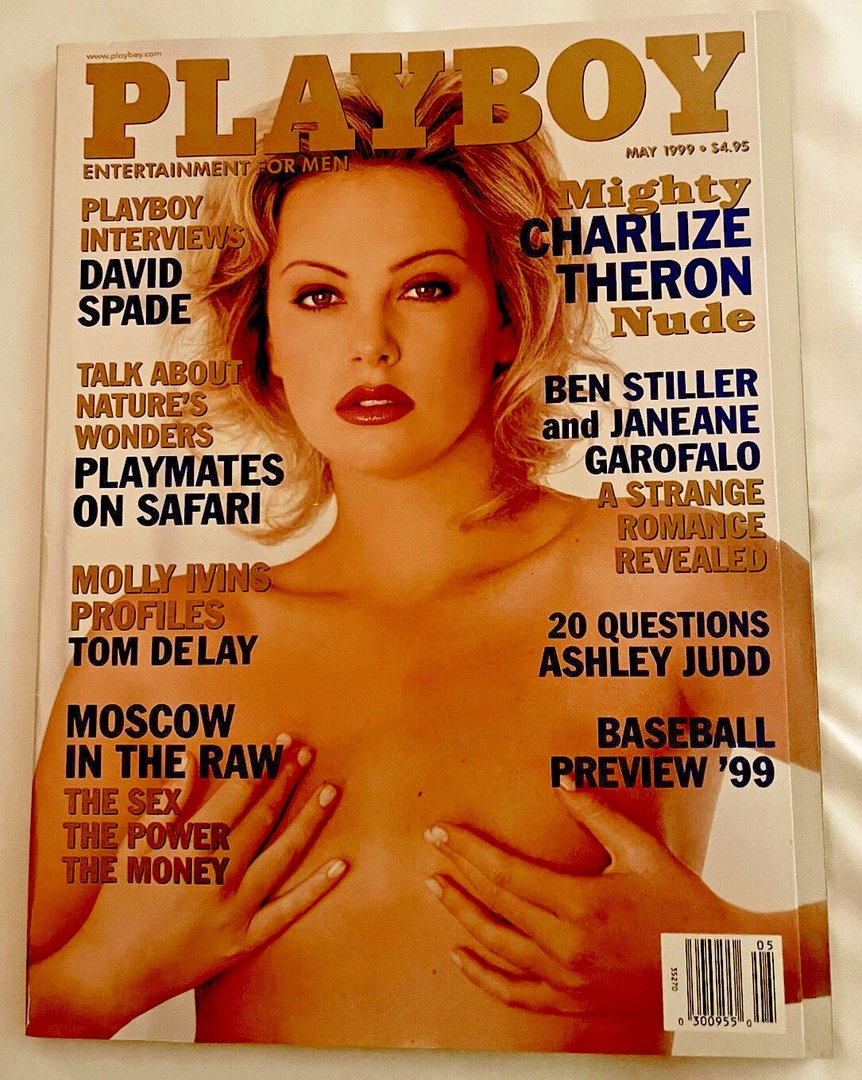 www.playboy.com
PLAYBOY
ENTERTAINMENT FOR MEN
MAY 1999 • $4.95
PLAYBOY
INTERVIEWS
DAVID
SPADE
TALK ABOUT
NATURE'S
WONDERS
PLAYMATES
ON SAFARI
MOLLY IVINS
PROFILES
TOM DELAY
MOSCOW
IN THE RAW
THE SEX
THE POWER
THE MONEY
Mighty
CHARLIZE
THERON
Nude
BEN STILLER
and JANEANE
GAROFALO
A STRANGE
ROMANCE
REVEALED
20 QUESTIONS
ASHLEY JUDD
BASEBALL
PREVIEW '99
05
35270
0 300955 0